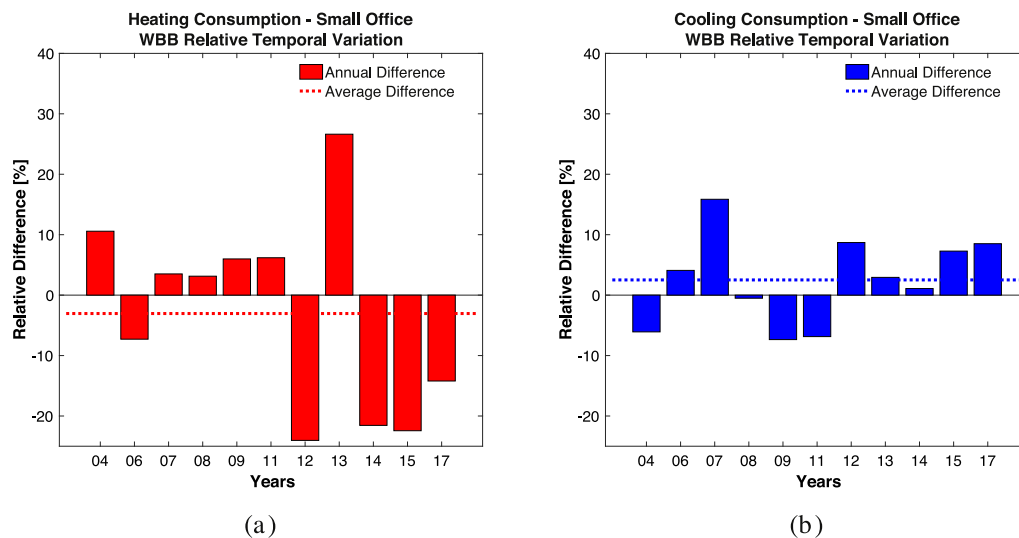 Heating Consumption - Small Office
WBB Relative Temporal Variation
40
30
20
10
0
-10
-20
Relative Difference [%]
Annual Difference
Average Difference
04 06 07 08 09 11 12 13 14 15 17
Years
(a)
Cooling Consumption - Small Office
WBB Relative Temporal Variation
40
30
20
10
0
-10
-20
Relative Difference [%]
Annual Difference
Average Difference
04 06 07 08 09 11 12 13 14 15 17
Years
(b)